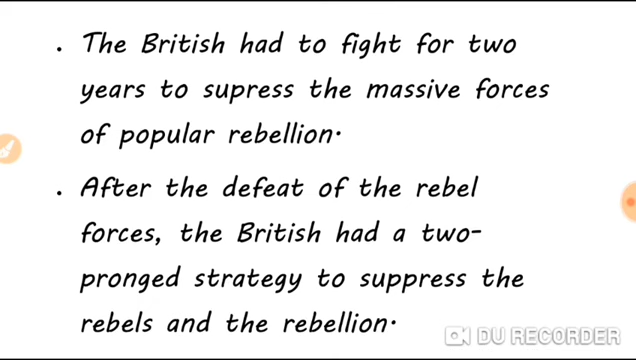 . The British had to fight for two
years to supress the massive forces
of popular rebellion.
. After the defeat of the rebel
forces, the British had a two-
pronged strategy to suppress the
rebels and the rebellion.
DU RECORDER